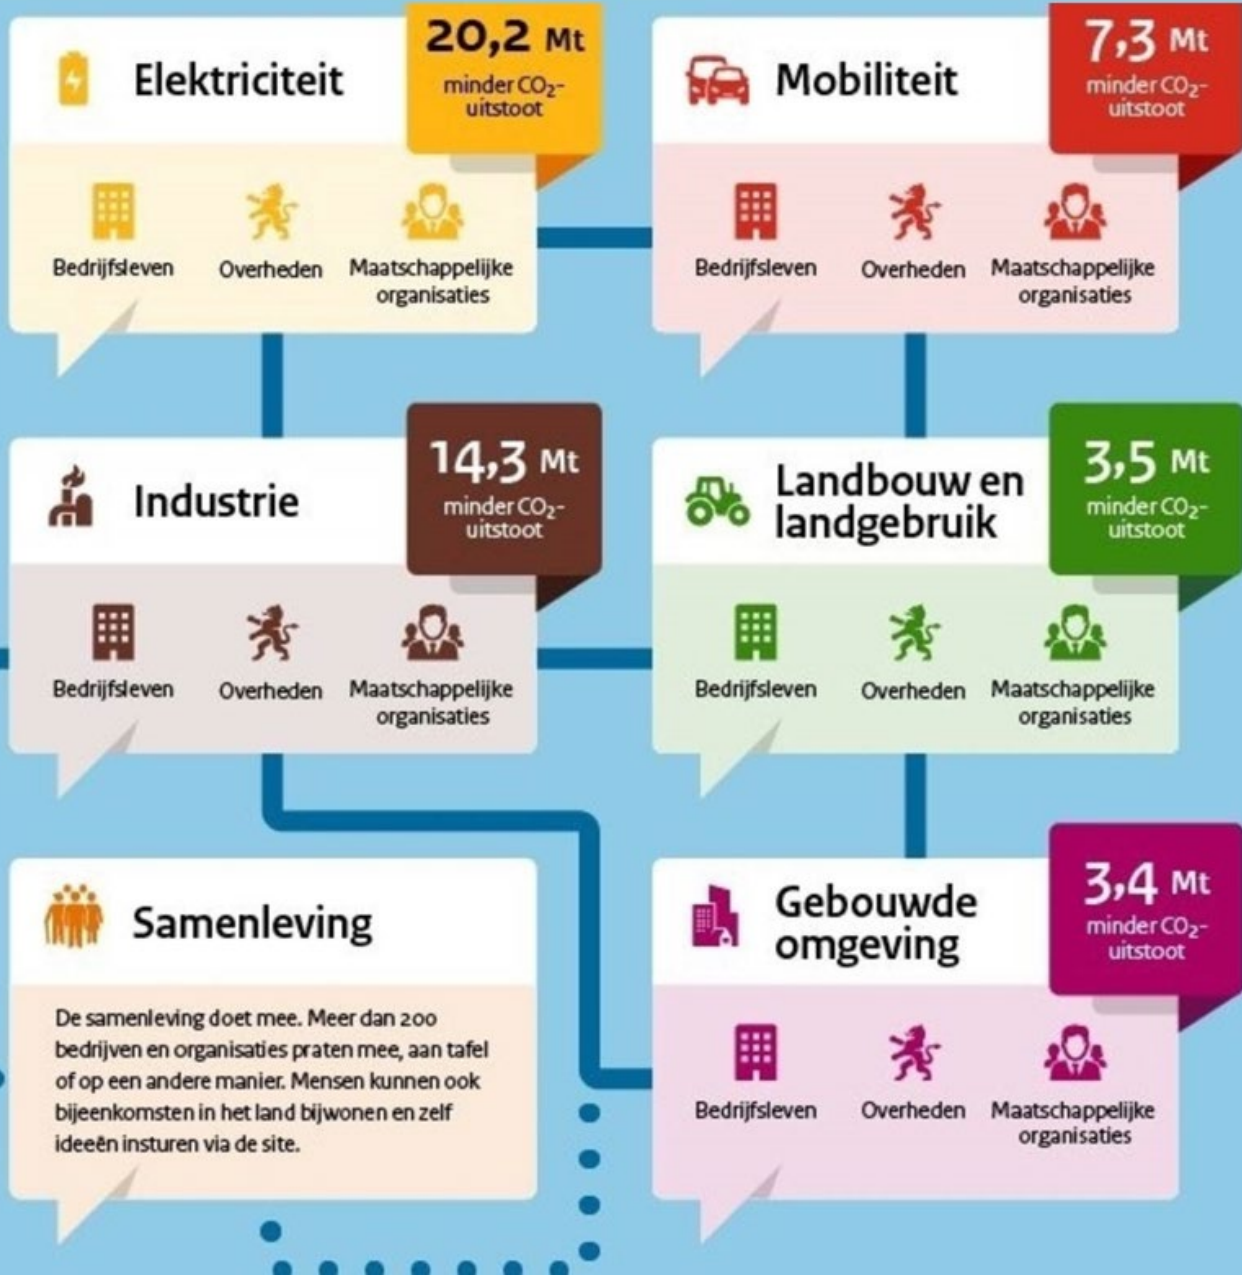 Elektriciteit
20,2 Mt
minder CO₂-
uitstoot
Bedrijfsleven
Overheden
Maatschappelijke
organisaties
Mobiliteit
7,3 Mt
minder CO₂-
uitstoot
Bedrijfsleven
Overheden
Maatschappelijke
organisaties
Industrie
14,3 Mt
minder CO₂-
uitstoot
Bedrijfsleven
Overheden
Maatschappelijke
organisaties
Landbouw en
landgebruik
3,5 Mt
minder CO₂-
uitstoot
Bedrijfsleven
Overheden
Maatschappelijke
organisaties
Samenleving
De samenleving doet mee. Meer dan 200
bedrijven en organisaties praten mee, aan tafel
of op een andere manier. Mensen kunnen ook
bijeenkomsten in het land bijwonen en zelf
ideeën insturen via de site.
Gebouwde
omgeving
3,4 Mt
minder CO₂-
uitstoot
Bedrijfsleven
Overheden
Maatschappelijke
organisaties